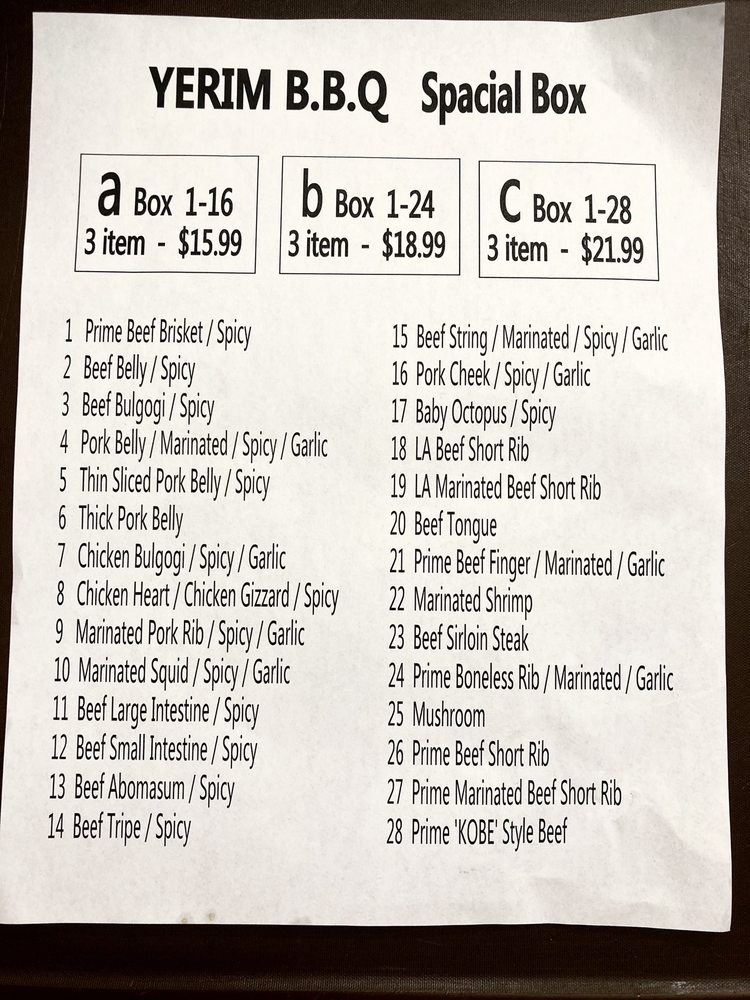 YERIM B.B.Q Spacial Box
a Box 1-16
3 item - $15.99
b Box 1-24
3 item - $18.99
c Box 1-28
3 item - $21.99
1 Prime Beef Brisket / Spicy
2 Beef Belly / Spicy
3 Beef Bulgogi / Spicy
4 Pork Belly / Marinated / Spicy / Garlic
5 Thin Sliced Pork Belly / Spicy
6 Thick Pork Belly
7 Chicken Bulgogi / Spicy / Garlic
8 Chicken Heart / Chicken Gizzard / Spicy
9 Marinated Pork Rib / Spicy / Garlic
10 Marinated Squid / Spicy / Garlic
11 Beef Large Intestine / Spicy
12 Beef Small Intestine / Spicy
13 Beef Abomasum / Spicy
14 Beef Tripe / Spicy
15 Beef String / Marinated / Spicy / Garlic
16 Pork Cheek / Spicy / Garlic
17 Baby Octopus / Spicy
18 LA Beef Short Rib
19 LA Marinated Beef Short Rib
20 Beef Tongue
21 Prime Beef Finger / Marinated / Garlic
22 Marinated Shrimp
23 Beef Sirloin Steak
24 Prime Boneless Rib / Marinated / Garlic
25 Mushroom
26 Prime Beef Short Rib
27 Prime Marinated Beef Short Rib
28 Prime 'KOBE' Style Beef